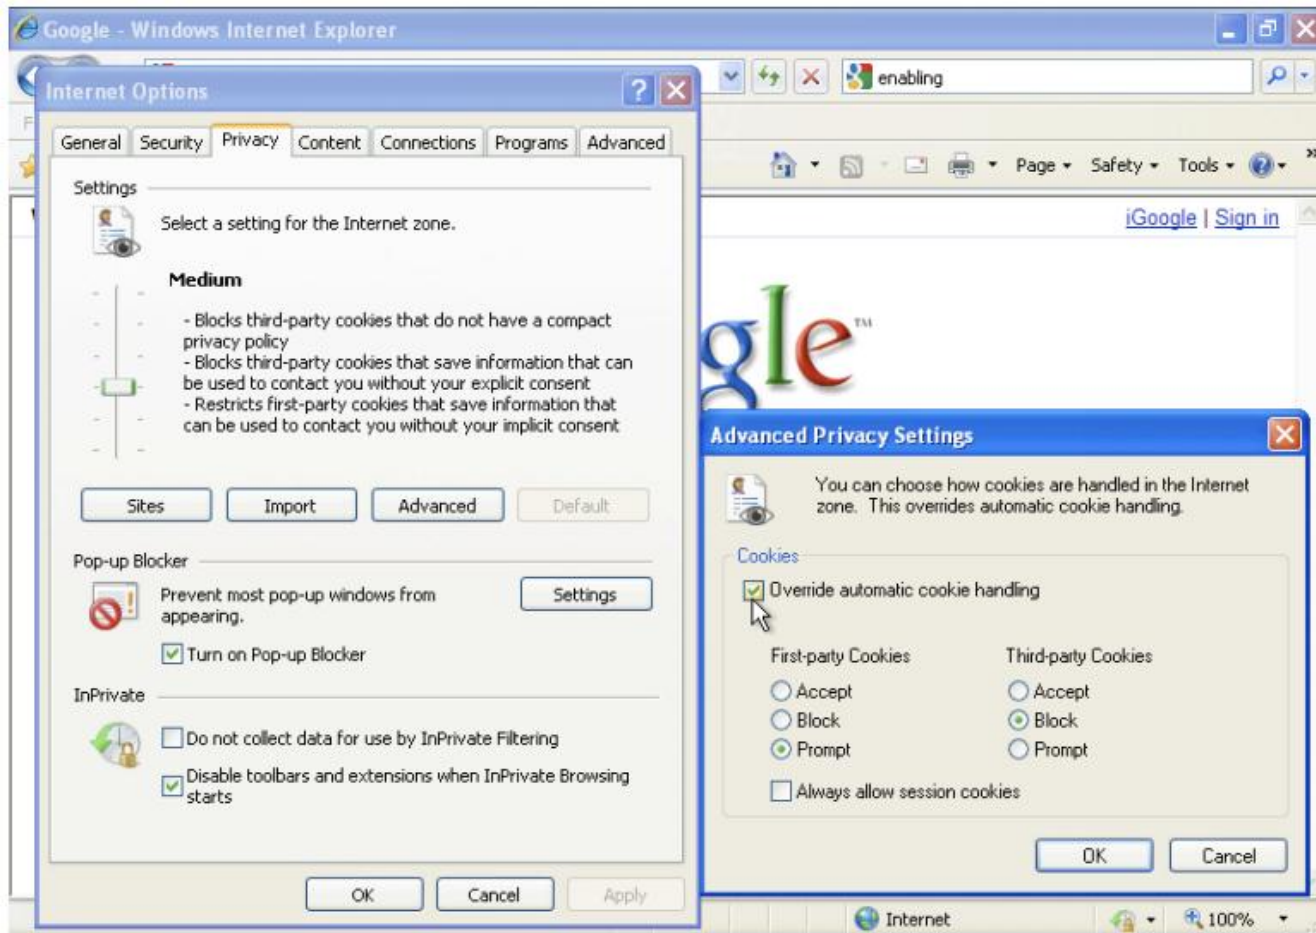 Google - Windows Internet Explorer
enabling
Page Safety Tools
iGoogle | Sign in
gle™
Internet Options
General Security Privacy Content Connections Programs Advanced
Settings
Select a setting for the Internet zone.
Medium
- Blocks third-party cookies that do not have a compact
privacy policy
- Blocks third-party cookies that save information that can
be used to contact you without your explicit consent
- Restricts first-party cookies that save information that
can be used to contact you without your implicit consent
Sites Import Advanced Default
Pop-up Blocker
Prevent most pop-up windows from
appearing.
Settings
Turn on Pop-up Blocker
InPrivate
Do not collect data for use by InPrivate Filtering
Disable toolbars and extensions when InPrivate Browsing
starts
OK Cancel Apply
Advanced Privacy Settings
You can choose how cookies are handled in the Internet
zone. This overrides automatic cookie handling.
Cookies
Override automatic cookie handling
First-party Cookies Third-party Cookies
Accept Accept
Block Block
Prompt Prompt
Always allow session cookies
OK Cancel
Internet 100%